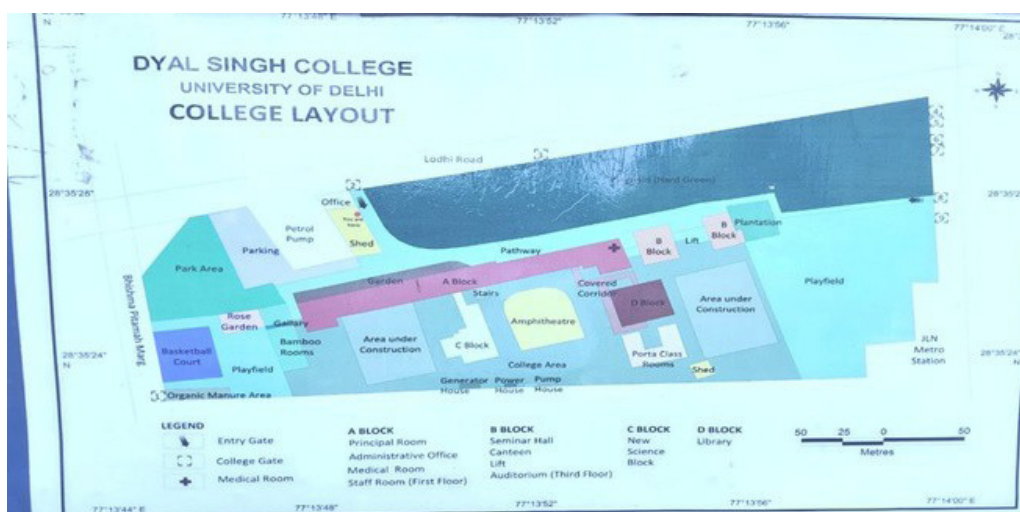 77°13'48" E
77°13'52"
77°13'56"
77°14'00" E
N
DYAL SINGH COLLEGE
UNIVERSITY OF DELHI
COLLEGE LAYOUT
Lodhi Road
28°35'28"
N
Office
You are
here
Shed
Petrol
Pump
Parking
Park Area
(Hard Green)
Plantation
B
Block
Lift
B
Block
Pathway
Garden
A Block
Stairs
Covered
Corridor
D Block
Area under
Construction
Playfield
Bhishma Pitamah Marg
Rose
Garden
Gallary
Bamboo
Rooms
Area under
Construction
C Block
Amphitheatre
Basketball
Court
Playfield
College Area
Porta Class
Rooms
Shed
JLN
Metro
Station
28°35'24"
N
28°35'24"
N
Organic Manure Area
Generator
House
Power
House
Pump
House
LEGEND
Entry Gate
College Gate
Medical Room
A BLOCK
Principal Room
Administrative Office
Medical Room
Staff Room (First Floor)
B BLOCK
Seminar Hall
Canteen
Lift
Auditorium (Third Floor)
C BLOCK
New
Science
Block
D BLOCK
Library
50 25 0 50
Metres
77°13'44" E
77°13'48"
77°13'52"
77°13'56"
77°14'00" E